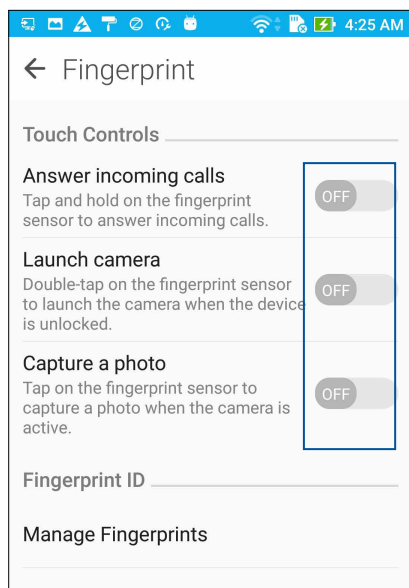 4:25 AM
Fingerprint
Touch Controls
Answer incoming calls
Tap and hold on the fingerprint
sensor to answer incoming calls.
OFF
Launch camera
Double-tap on the fingerprint sensor
to launch the camera when the device
is unlocked.
OFF
Capture a photo
Tap on the fingerprint sensor to
capture a photo when the camera is
active.
OFF
Fingerprint ID
Manage Fingerprints